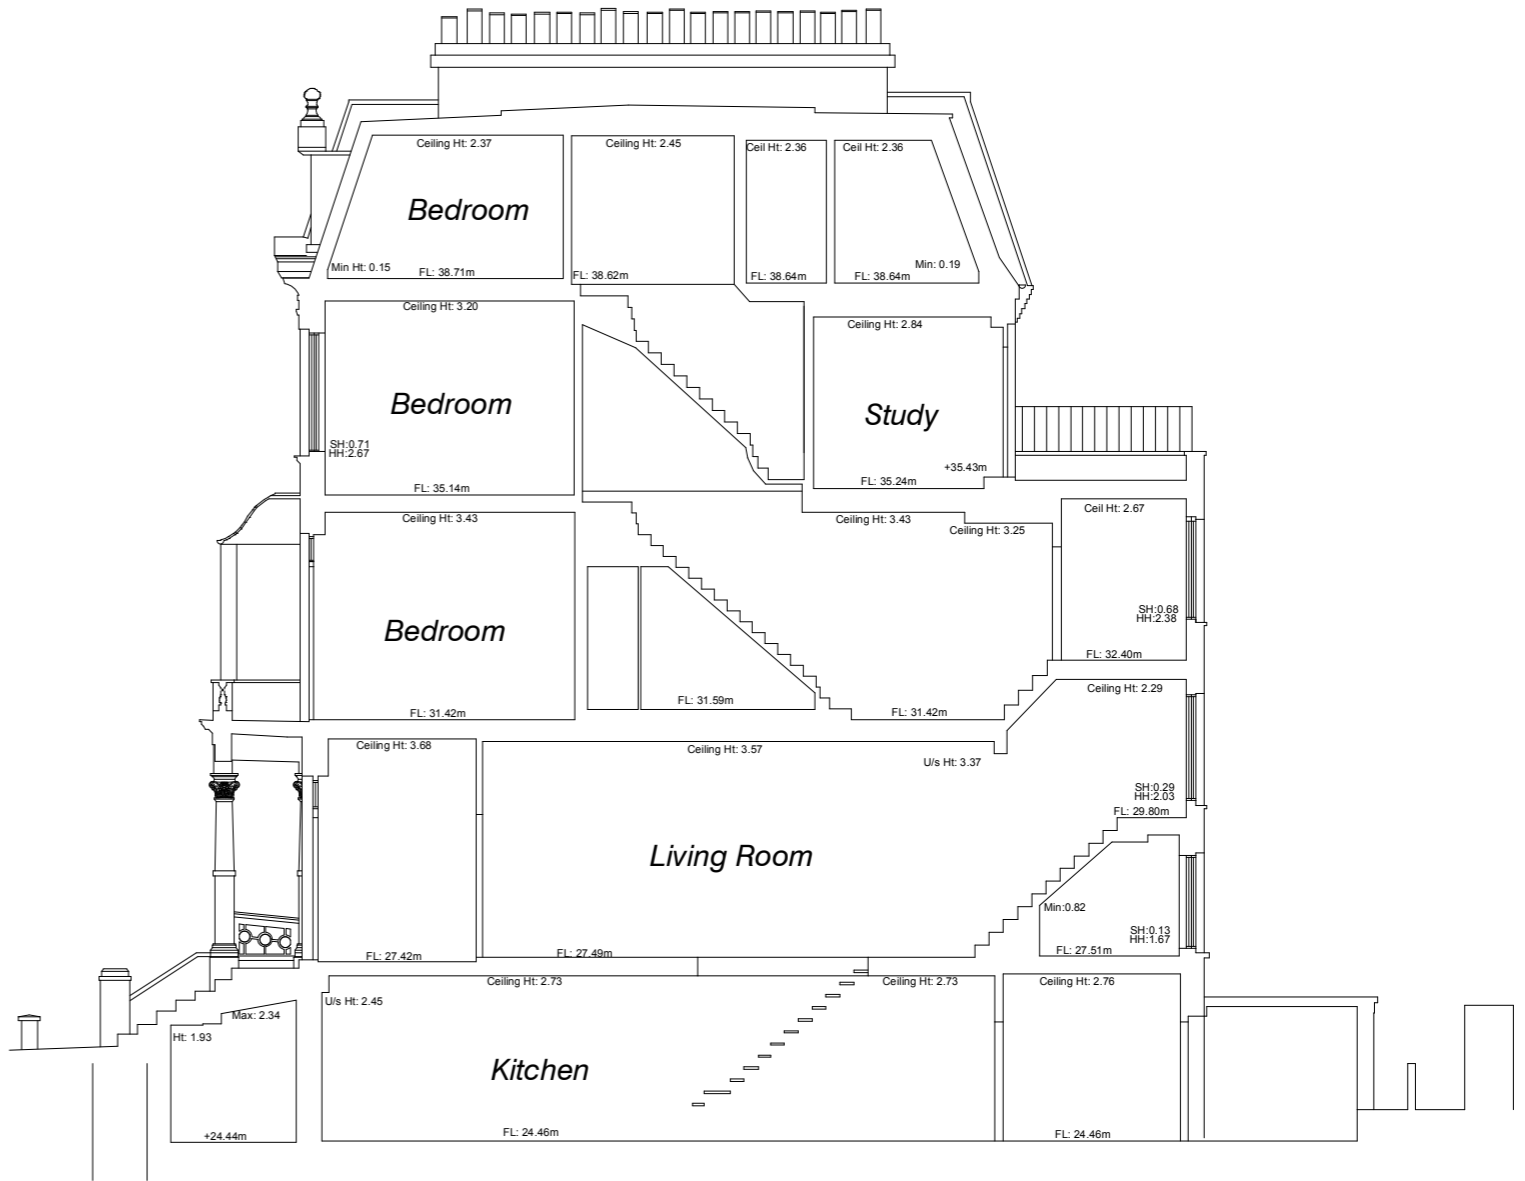 Ceiling Ht: 2.37
Ceiling Ht: 2.45
Ceil Ht: 2.36
Ceil Ht: 2.36
Bedroom
Min Ht: 0.15
FL: 38.71m
FL: 38.62m
FL: 38.64m
Min: 0.19
FL: 38.64m
Ceiling Ht: 3.20
Ceiling Ht: 2.84
Bedroom
Study
SH:0.71
HH:2.67
FL: 35.14m
+35.43m
FL: 35.24m
Ceiling Ht: 3.43
Ceiling Ht: 3.43
Ceiling Ht: 3.25
Ceil Ht: 2.67
Bedroom
SH:0.68
HH:2.38
FL: 32.40m
FL: 31.42m
FL: 31.59m
FL: 31.42m
Ceiling Ht: 2.29
Ceiling Ht: 3.68
Ceiling Ht: 3.57
U/s Ht: 3.37
SH:0.29
HH:2.03
FL: 29.80m
Living Room
Min:0.82
SH:0.13
HH:1.67
FL: 27.42m
FL: 27.49m
FL: 27.51m
Ceiling Ht: 2.73
Ceiling Ht: 2.73
Ceiling Ht: 2.76
U/s Ht: 2.45
Max: 2.34
Ht: 1.93
Kitchen
+24.44m
FL: 24.46m
FL: 24.46m